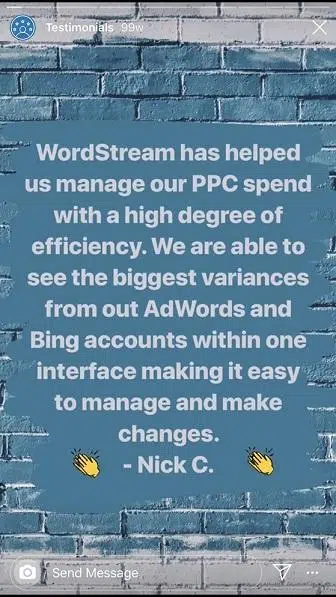 Testimonials 99w
WordStream has helped
us manage our PPC spend
with a high degree of
efficiency. We are able to
see the biggest variances
from out AdWords and
Bing accounts within one
interface making it easy
to manage and make
changes.
- Nick C.
Send Message